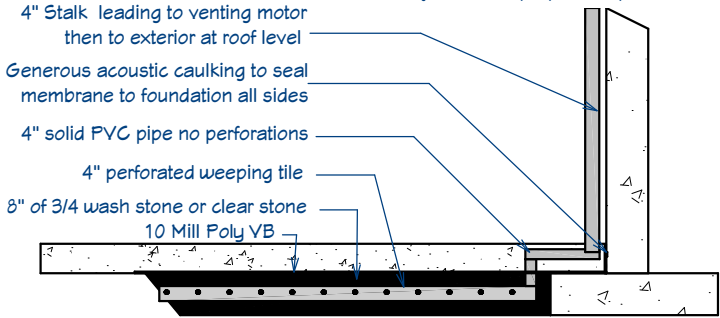 4" Stalk leading to venting motor
then to exterior at roof level
Generous acoustic caulking to seal
membrane to foundation all sides
4" solid PVC pipe no perforations
4" perforated weeping tile
8" of 3/4 wash stone or clear stone
10 Mill Poly VB